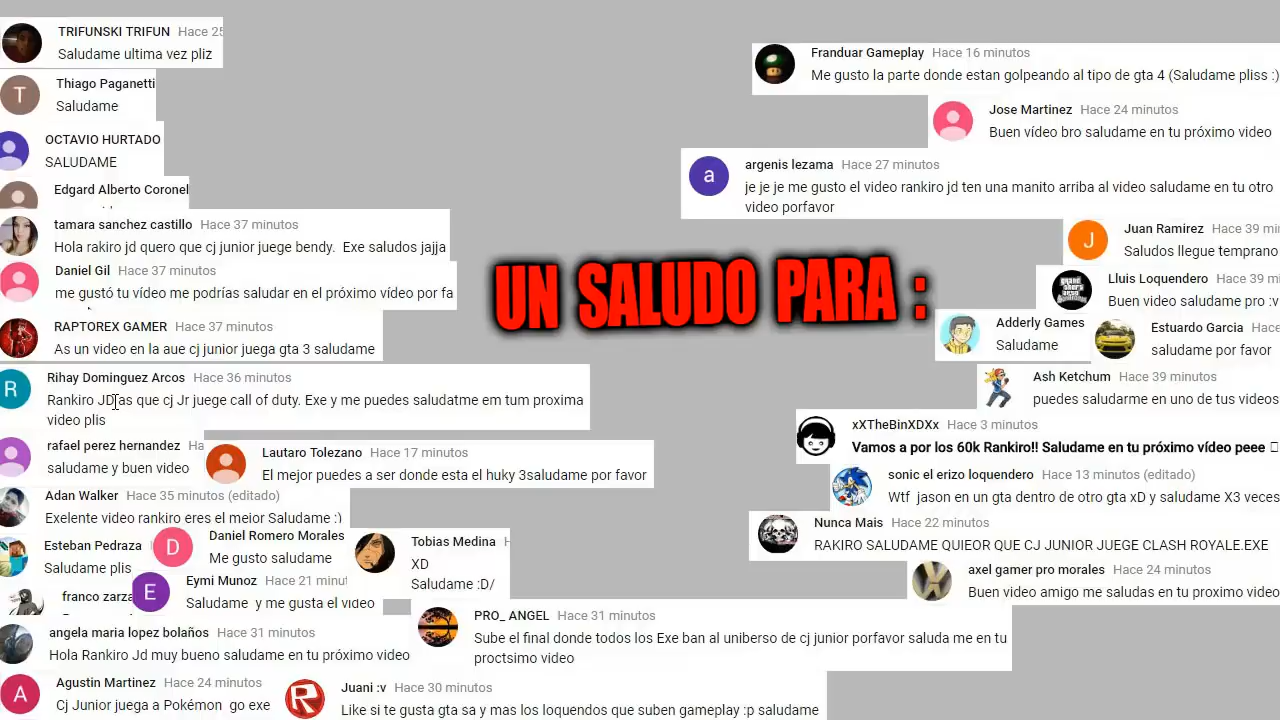 TRIFUNSKI TRIFUN Hace 25
Saludame ultima vez pliz
Thiago Paganetti
Saludame
OCTAVIO HURTADO
SALUDAME
Edgard Alberto Coronel
tamara sanchez castillo Hace 37 minutos
Hola rakiro jd quero que cj junior juege bendy. Exe saludos jajja
Daniel Gil Hace 37 minutos
me gustó tu vídeo me podrías saludar en el próximo video por fa
RAPTOREX GAMER Hace 37 minutos
As un video en la aue cj junior juega gta 3 saludame
Rihay Dominguez Arcos Hace 36 minutos
Rankiro JD as que cj Jr juege call of duty. Exe y me puedes saludatme em tum proxima
video plis
rafael perez hernandez Ha
saludame y buen video
Lautaro Tolezano Hace 17 minutos
El mejor puedes a ser donde esta el huky 3saludame por favor
Adan Walker Hace 35 minutos (editado)
Exelente video rankiro eres el mejor Saludame :)
Esteban Pedraza
Saludame plis
D
Daniel Romero Morales
Me gusto saludame
Tobias Medina H
XD
Saludame :D/
franco zarza
E
Eymi Munoz Hace 21 minut
Saludame y me gusta el video
PRO_ ANGEL Hace 31 minutos
Sube el final donde todos los Exe ban al uniberso de cj junior porfavor saluda me en tu
proctsimo video
angela maria lopez bolaños Hace 31 minutos
Hola Rankiro Jd muy bueno saludame en tu próximo video
A
Agustin Martinez Hace 24 minutos
Cj Junior juega a Pokémon go exe
Juani :v Hace 30 minutos
Like si te gusta gta sa y mas los loquendos que suben gameplay :p saludame
UN SALUDO PARA :
Franduar Gameplay Hace 16 minutos
Me gusto la parte donde estan golpeando al tipo de gta 4 (Saludame pliss :)
Jose Martinez Hace 24 minutos
Buen vídeo bro saludame en tu próximo video
a
argenis lezama Hace 27 minutos
je je je me gusto el video rankiro jd ten una manito arriba al video saludame en tu otro
video porfavor
J
Juan Ramirez Hace 39 min
Saludos llegue temprano
Lluis Loquendero Hace 39 m
Buen video saludame pro :v
Adderly Games
Saludame
Estuardo Garcia Hace
saludame por favor
Ash Ketchum Hace 39 minutos
puedes saludarme en uno de tus videos
xXTheBinXDXx Hace 3 minutos
Vamos a por los 60k Rankiro!! Saludame en tu próximo vídeo peee
sonic el erizo loquendero Hace 13 minutos (editado)
Wtf jason en un gta dentro de otro gta xD y saludame X3 veces
Nunca Mais Hace 22 minutos
RAKIRO SALUDAME QUIEOR QUE CJ JUNIOR JUEGE CLASH ROYALE.EXE
axel gamer pro morales Hace 24 minutos
Buen video amigo me saludas en tu proximo video